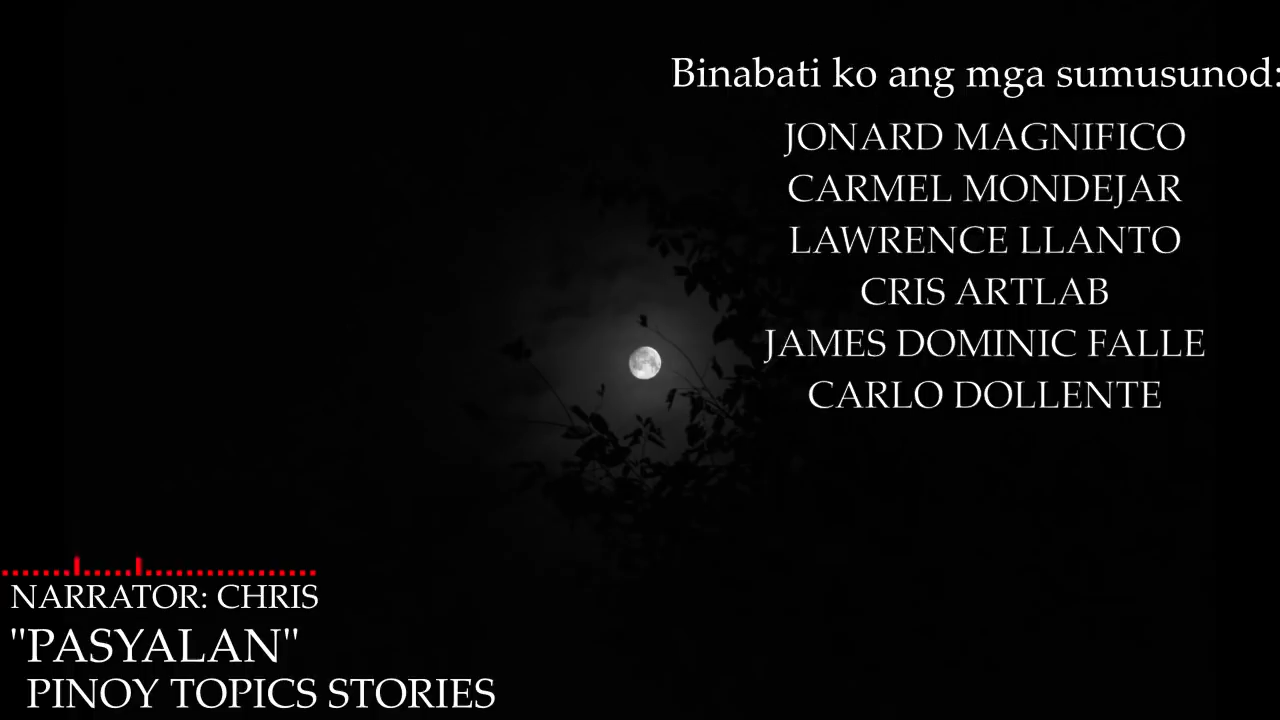 Binabati ko ang mga sumusunod:
JONARD MAGNIFICO
CARMEL MONDEJAR
LAWRENCE LLANTO
CRIS ARTLAB
JAMES DOMINIC FALLE
CARLO DOLLENTE
NARRATOR: CHRIS
"PASYALAN"
PINOY TOPICS STORIES